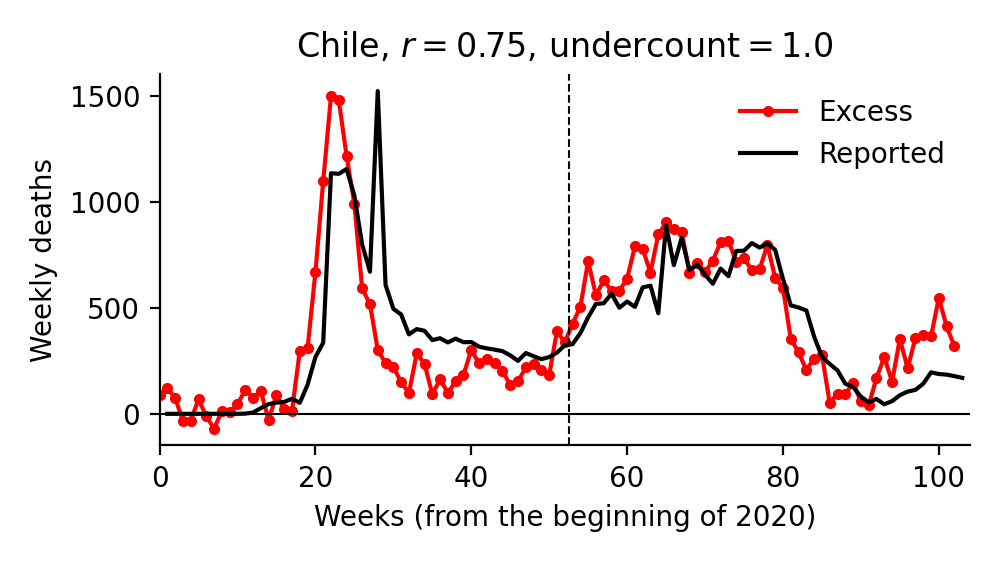 Chile, r = 0.75, undercount = 1.0
1500
1000
500
0
Weekly deaths
Excess
Reported
0 20 40 60 80 100
Weeks (from the beginning of 2020)